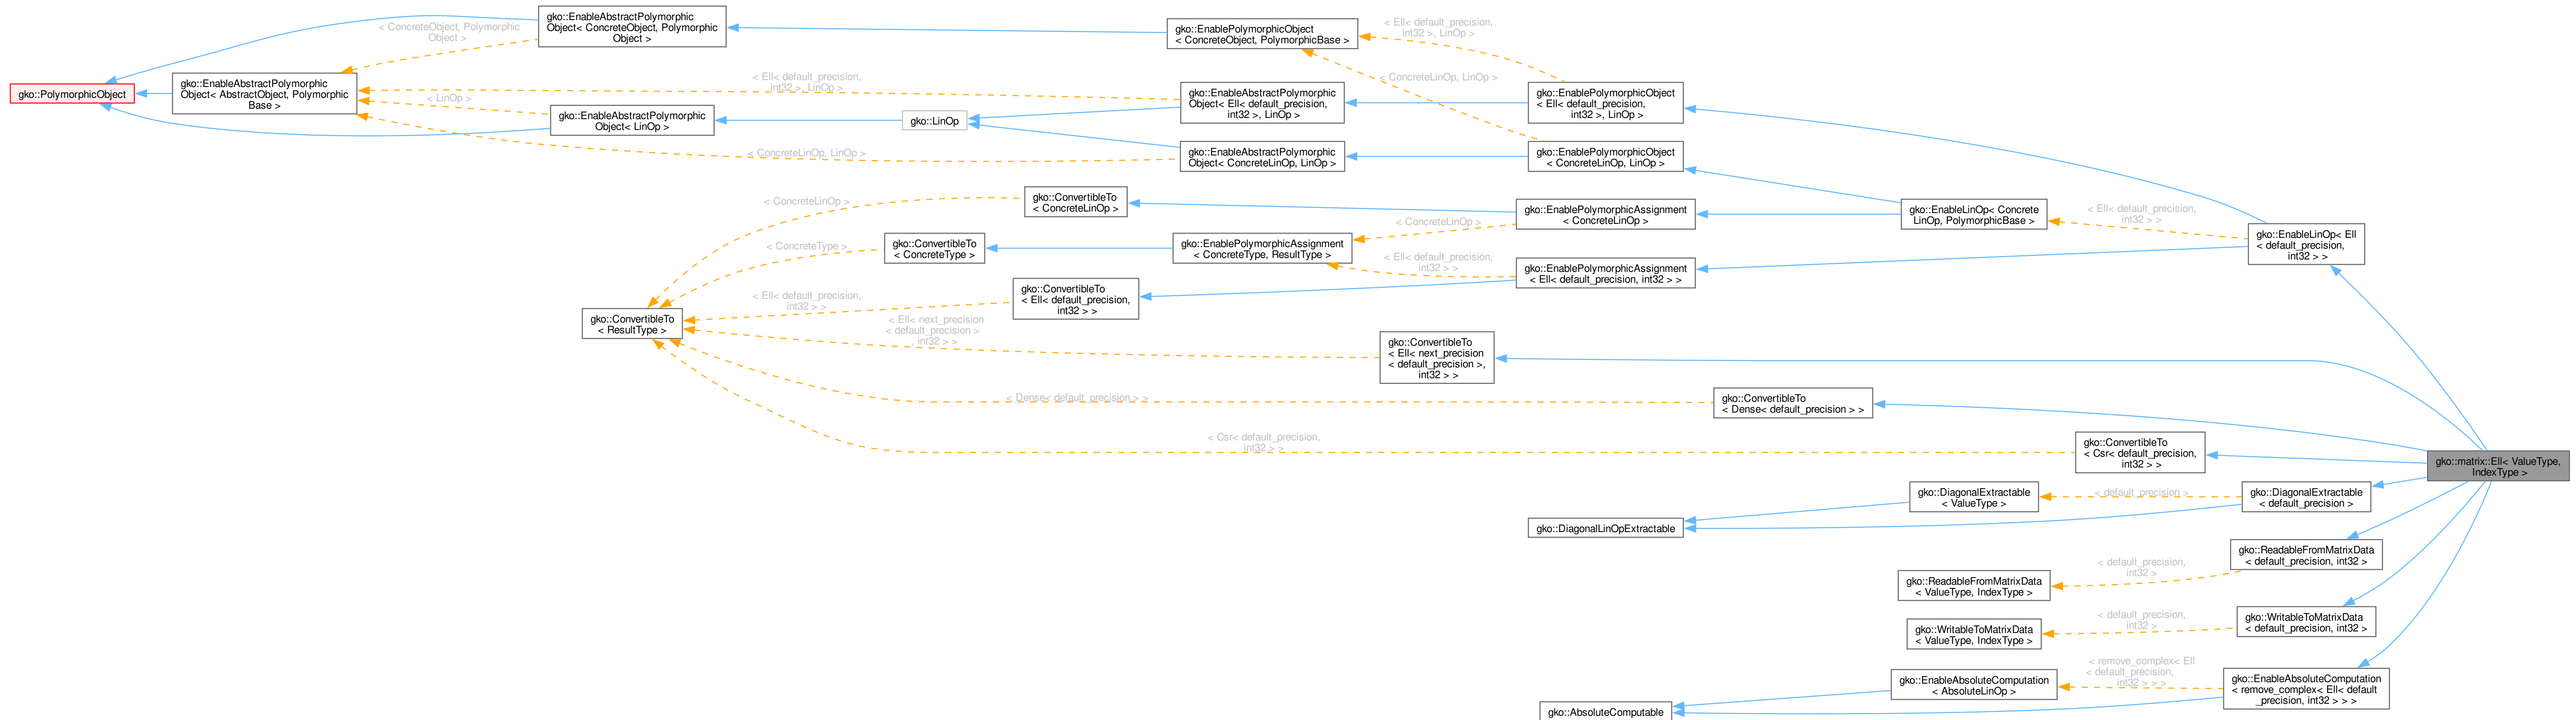 gko::EnableAbstractPolymorphic
Object< ConcreteObject, Polymorphic
Object >
< ConcreteObject, Polymorphic
Object >
gko::EnablePolymorphicObject
< ConcreteObject, PolymorphicBase >
< Ell< default_precision,
int32 >, LinOp >
gko::PolymorphicObject
gko::EnableAbstractPolymorphic
Object< AbstractObject, Polymorphic
Base >
< Ell< default_precision,
int32 >, LinOp >
< LinOp >
gko::EnableAbstractPolymorphic
Object< LinOp >
gko::LinOp
gko::EnableAbstractPolymorphic
Object< Ell< default_precision,
int32 >, LinOp >
< ConcreteLinOp, LinOp >
gko::EnablePolymorphicObject
< Ell< default_precision,
int32 >, LinOp >
< ConcreteLinOp, LinOp >
gko::EnableAbstractPolymorphic
Object< ConcreteLinOp, LinOp >
gko::EnablePolymorphicObject
< ConcreteLinOp, LinOp >
< ConcreteLinOp >
gko::ConvertibleTo
< ConcreteLinOp >
gko::EnablePolymorphicAssignment
< ConcreteLinOp >
gko::EnableLinOp< Concrete
LinOp, PolymorphicBase >
< Ell< default_precision,
int32 > >
gko::EnableLinOp< Ell
< default_precision,
int32 > >
< ConcreteType >
gko::ConvertibleTo
< ConcreteType >
gko::EnablePolymorphicAssignment
< ConcreteType, ResultType >
< ConcreteLinOp >
< Ell< default_precision,
int32 > >
gko::EnablePolymorphicAssignment
< Ell< default_precision, int32 > >
gko::ConvertibleTo
< ResultType >
< Ell< default_precision,
int32 > >
gko::ConvertibleTo
< Ell< default_precision,
int32 > >
< Ell< next_precision
< default_precision >
, int32 > >
gko::ConvertibleTo
< Ell< next_precision
< default_precision >,
int32 > >
< Dense< default_precision > >
gko::ConvertibleTo
< Dense< default_precision > >
< Csr< default_precision,
int32 > >
gko::ConvertibleTo
< Csr< default_precision,
int32 > >
gko::matrix::Ell< ValueType,
IndexType >
gko::DiagonalLinOpExtractable
gko::DiagonalExtractable
< ValueType >
< default_precision >
gko::DiagonalExtractable
< default_precision >
gko::ReadableFromMatrixData
< ValueType, IndexType >
< default_precision,
int32 >
gko::ReadableFromMatrixData
< default_precision, int32 >
gko::WritableToMatrixData
< ValueType, IndexType >
< default_precision,
int32 >
gko::WritableToMatrixData
< default_precision, int32 >
gko::AbsoluteComputable
gko::EnableAbsoluteComputation
< AbsoluteLinOp >
< remove_complex< Ell
< default_precision,
int32 > > >
gko::EnableAbsoluteComputation
< remove_complex< Ell< default
_precision, int32 > > >